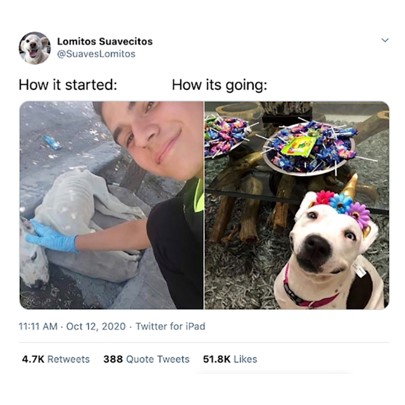 Lomitos Suavecitos
@SuavesLomitos
How it started: How its going:
11:11 AM · Oct 12, 2020 · Twitter for iPad
4.7K Retweets 388 Quote Tweets 51.8K Likes